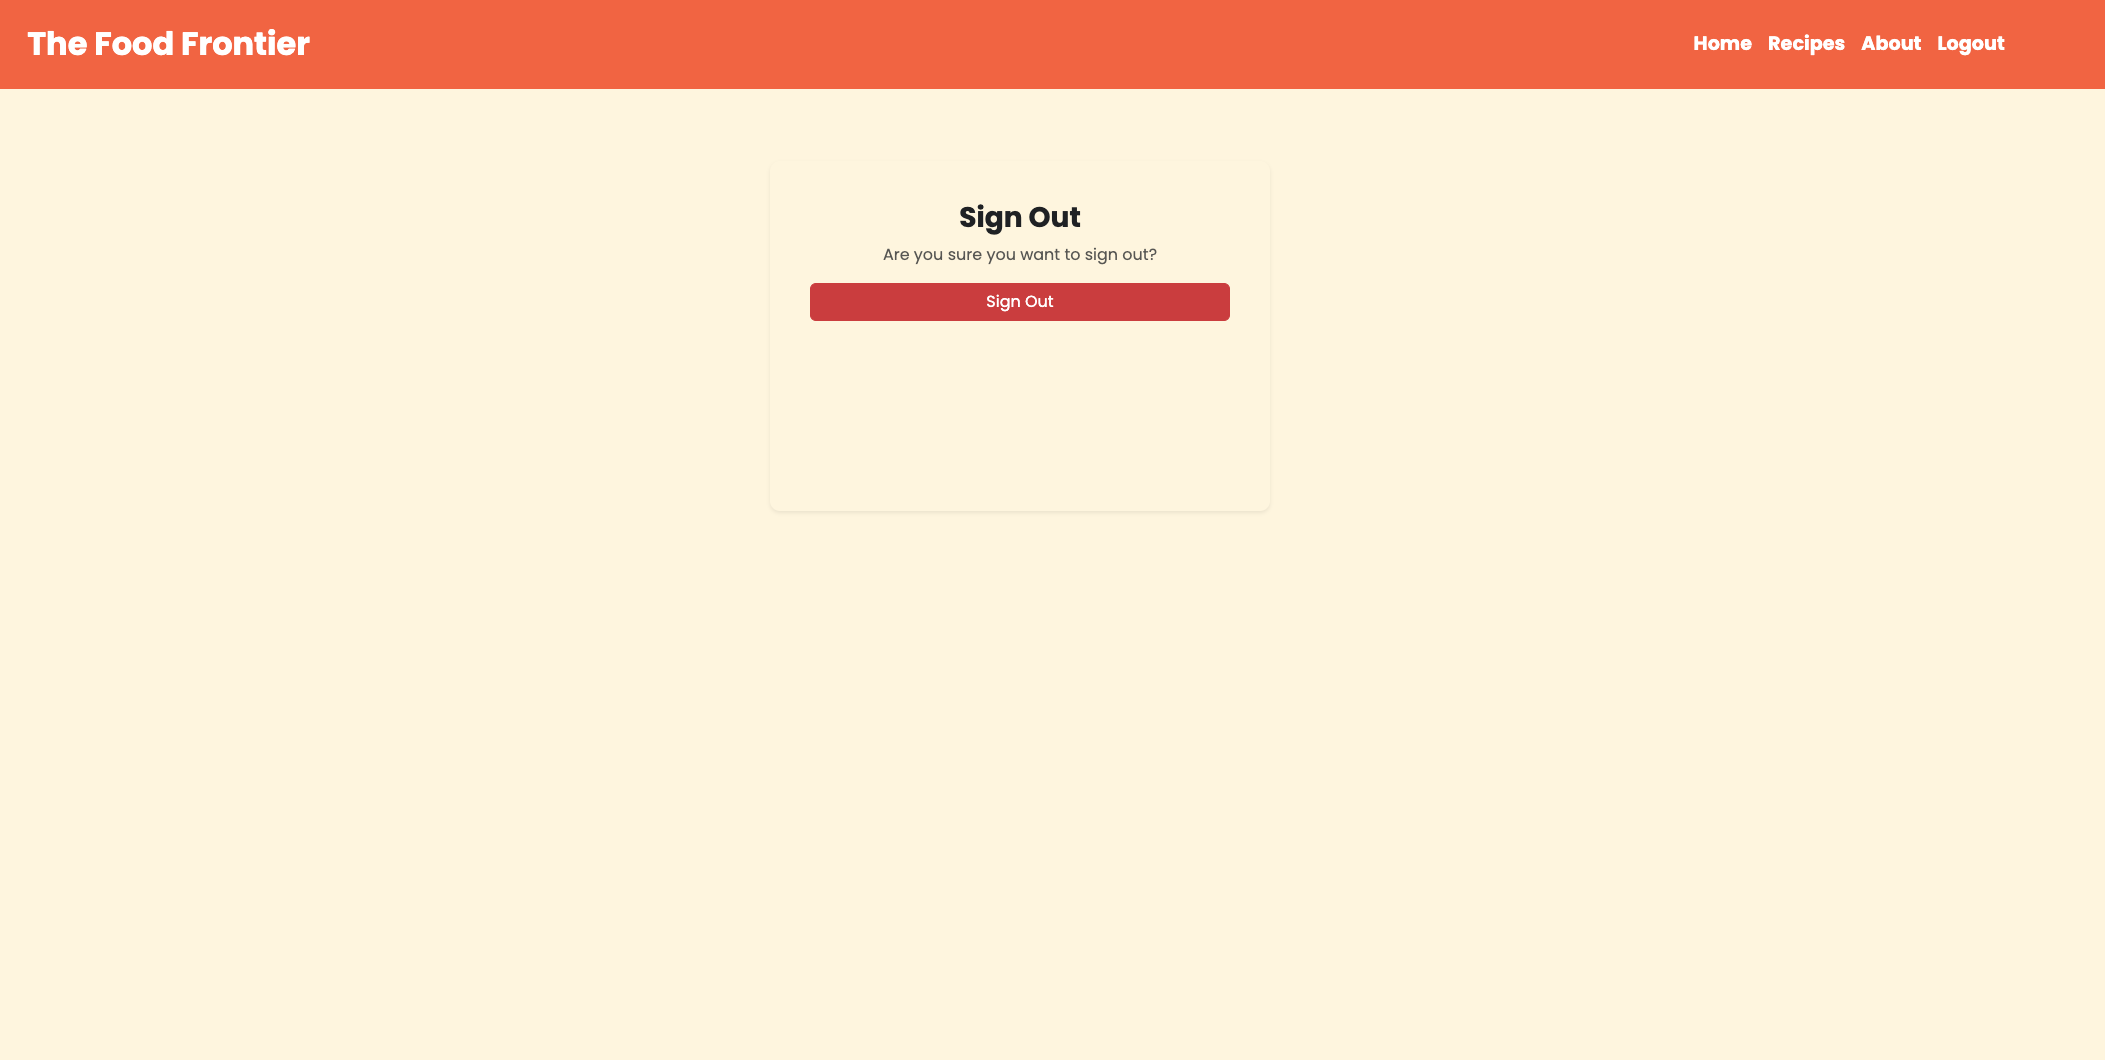 The Food Frontier
Home Recipes About Logout
Sign Out
Are you sure you want to sign out?
Sign Out